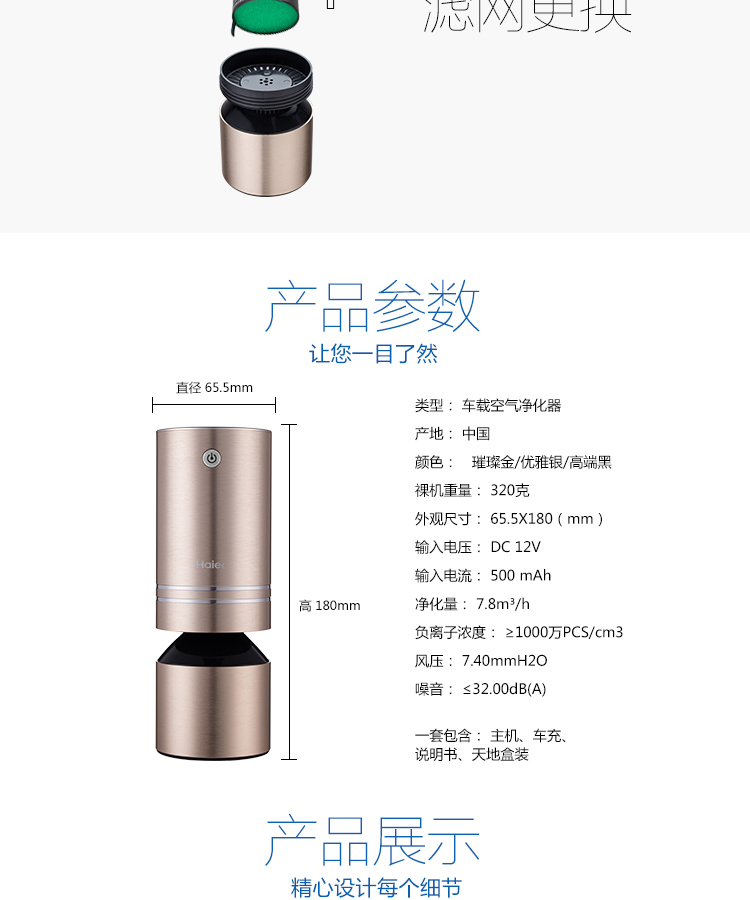 滤网更换
产品参数
让您一目了然
直径 65.5mm
类型： 车载空气净化器
产地： 中国
颜色： 璀璨金/优雅银/高端黑
裸机重量： 320克
外观尺寸： 65.5X180（mm）
输入电压： DC 12V
输入电流： 500 mAh
净化量： 7.8m³/h
负离子浓度： ≥1000万PCS/cm3
风压： 7.40mmH2O
噪音： ≤32.00dB(A)
Haier
高 180mm
一套包含： 主机、车充、
说明书、天地盒装
产品展示
精心设计每个细节